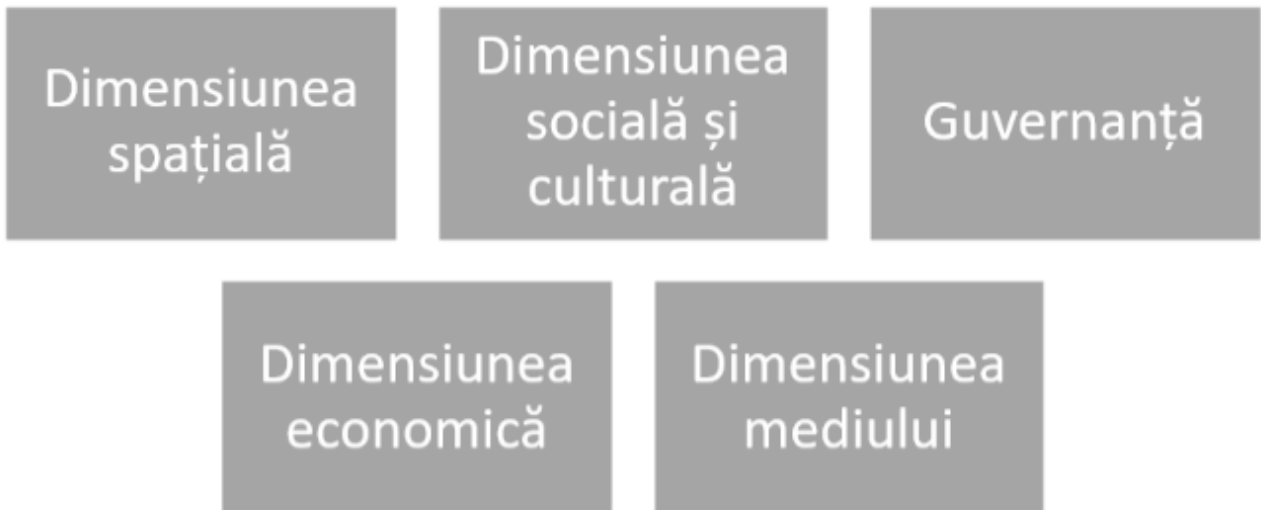 Dimensiunea
spațială
Dimensiunea
socială și
culturală
Guvernanță
Dimensiunea
economică
Dimensiunea
mediului